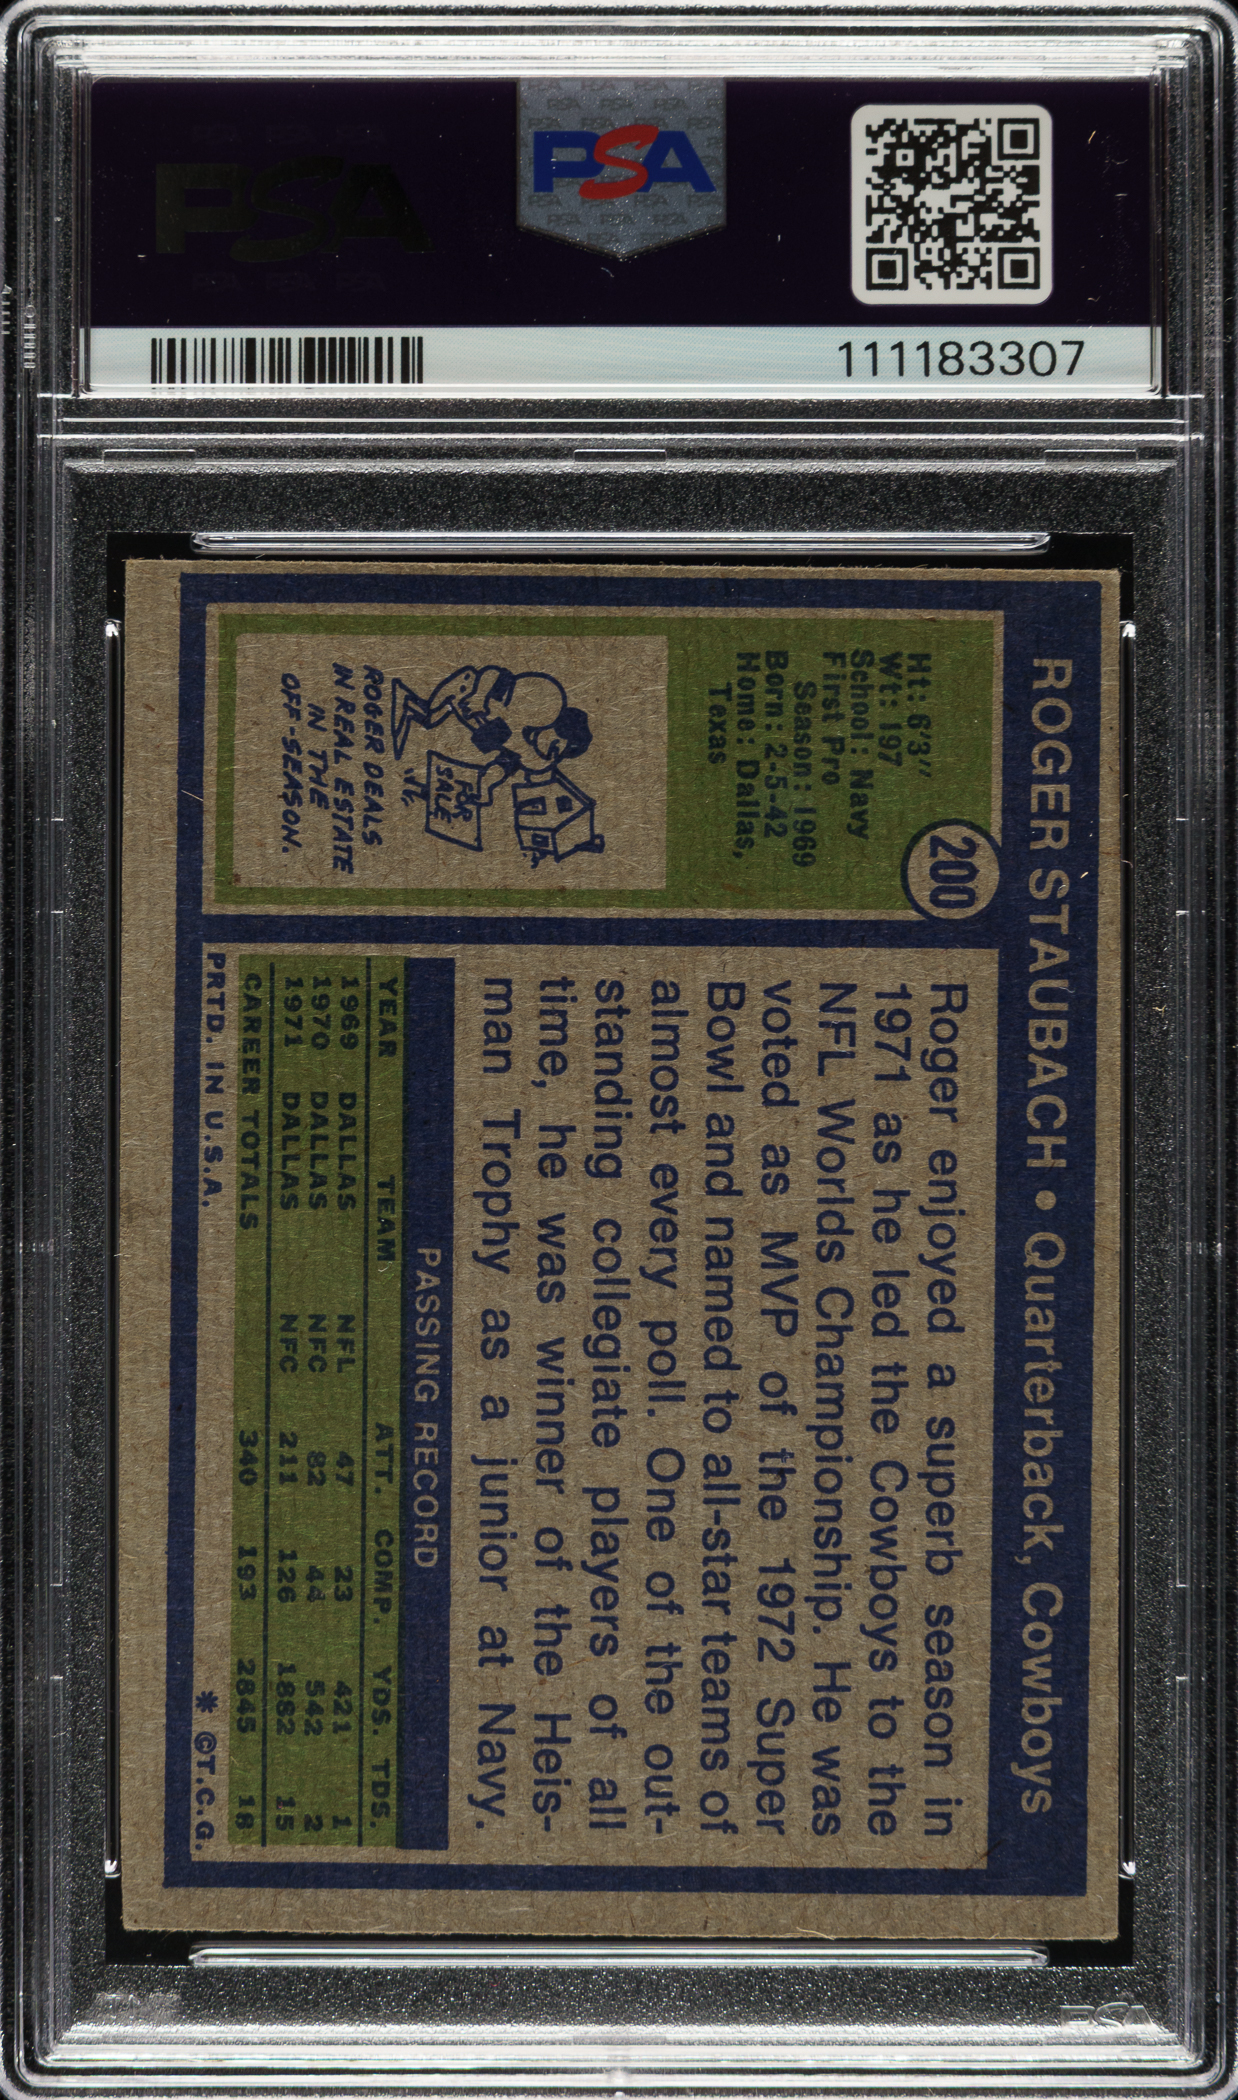 PSA
PSA
111183307
ROGER STAUBACH • Quarterback, Cowboys
200
Ht: 6'3"
Wt: 197
School: Navy
First Pro
Season: 1969
Born: 2-5-42
Home: Dallas,
Texas
FOR
SALE
ROGER DEALS
IN REAL ESTATE
IN THE
OFF-SEASON.
Roger enjoyed a superb season in
1971 as he led the Cowboys to the
NFL Worlds Championship. He was
voted as MVP of the 1972 Super
Bowl and named to all-star teams of
almost every poll. One of the out-
standing collegiate players of all
time, he was winner of the Heis-
man Trophy as a junior at Navy.
PASSING RECORD
YEAR TEAM ATT. COMP. YDS. TDS.
1969 DALLAS NFL 47 23 421 1
1970 DALLAS NFC 82 44 542 2
1971 DALLAS NFC 211 126 1882 15
CAREER TOTALS 340 193 2845 18
PRTD. IN U.S.A. * ©T.C.G.
PSA